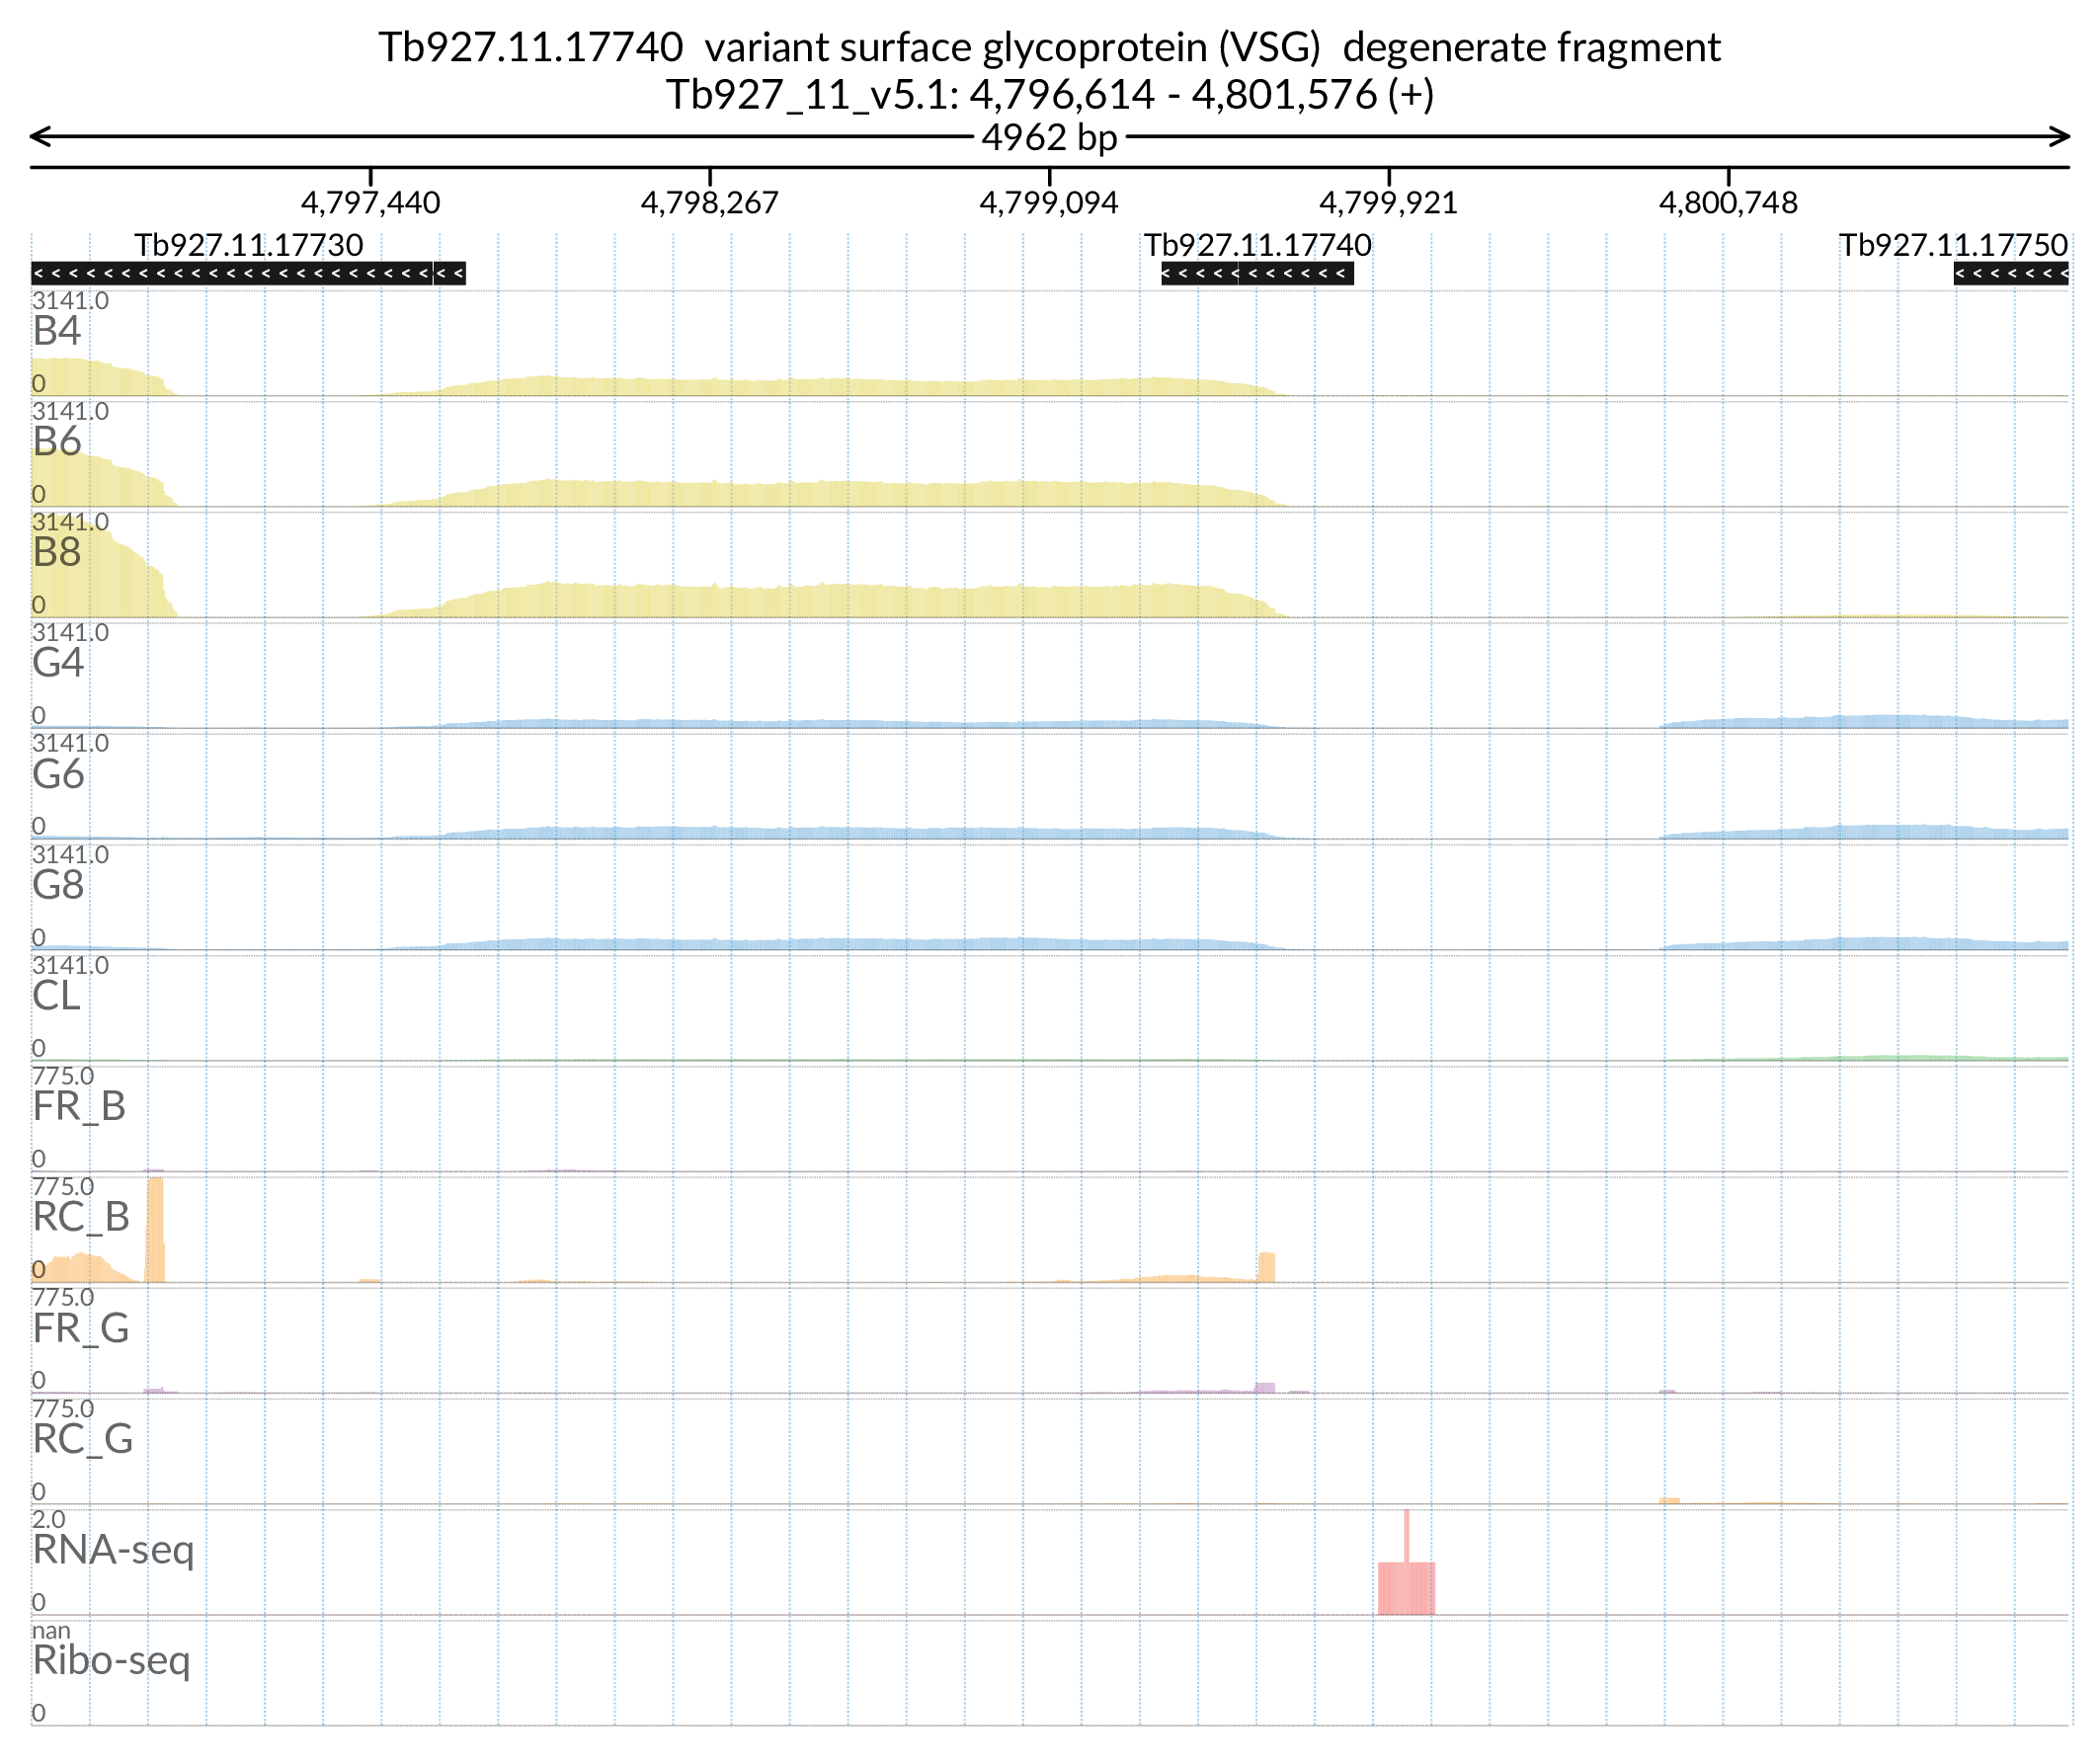 Tb927.11.17740  variant surface glycoprotein (VSG)  degenerate fragment
Tb927_11_v5.1: 4,796,614 - 4,801,576 (+)
4962 bp
4,797,440 4,798,267 4,799,094 4,799,921 4,800,748
Tb927.11.17730 Tb927.11.17740 Tb927.11.17750
3141.0
B4
0
3141.0
B6
0
3141.0
B8
0
3141.0
G4
0
3141.0
G6
0
3141.0
G8
0
3141.0
CL
0
775.0
FR_B
0
775.0
RC_B
0
775.0
FR_G
0
775.0
RC_G
0
2.0
RNA-seq
0
nan
Ribo-seq
0